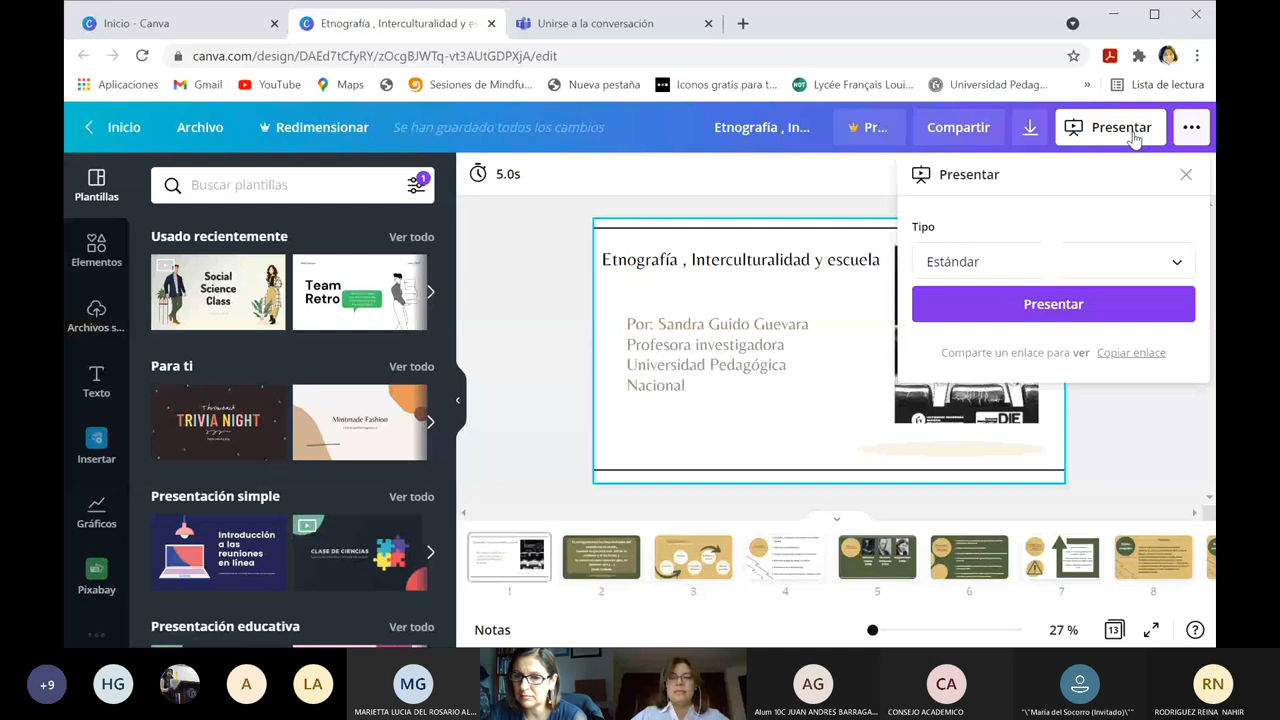 Inicio - Canva
Etnografía , Interculturalidad y es
Unirse a la conversación
canva.com/design/DAEd7tCfyRY/zOcgBJWTq-vt3AUtGDPXjA/edit
Aplicaciones
Gmail
YouTube
Maps
Sesiones de Mindfu...
Nueva pestaña
Iconos gratis para t...
Lycée Français Loui...
Universidad Pedag...
»
Lista de lectura
Inicio
Archivo
Redimensionar
Se han guardado todos los cambios
Etnografía , In...
Pr...
Compartir
Presentar
Plantillas
Buscar plantillas
1
5.0s
Presentar
Tipo
Estándar
Presentar
Comparte un enlace para ver Copiar enlace
Elementos
Archivos s...
Texto
Insertar
Gráficos
Pixabay
Usado recientemente
Ver todo
Social
Science
Class
Team
Retro
Para ti
Ver todo
Throwback
TRIVIA NIGHT
Mintmade Fashion
Presentación simple
Ver todo
Introducción
a las
reuniones
en línea
CLASE DE CIENCIAS
Presentación educativa
Ver todo
Etnografía , Interculturalidad y escuela
Por: Sandra Guido Guevara
Profesora investigadora
Universidad Pedagógica
Nacional
DIE
1
2
3
4
5
6
7
8
Notas
27 %
13
+9
HG
A
LA
MG
MARIETTA LUCIA DEL ROSARIO AL...
AG
Alum 10C JUAN ANDRES BARRAGA...
CA
CONSEJO ACADEMICO
"\"María del Socorro (Invitado)\""
RN
RODRIGUEZ REINA NAHIR